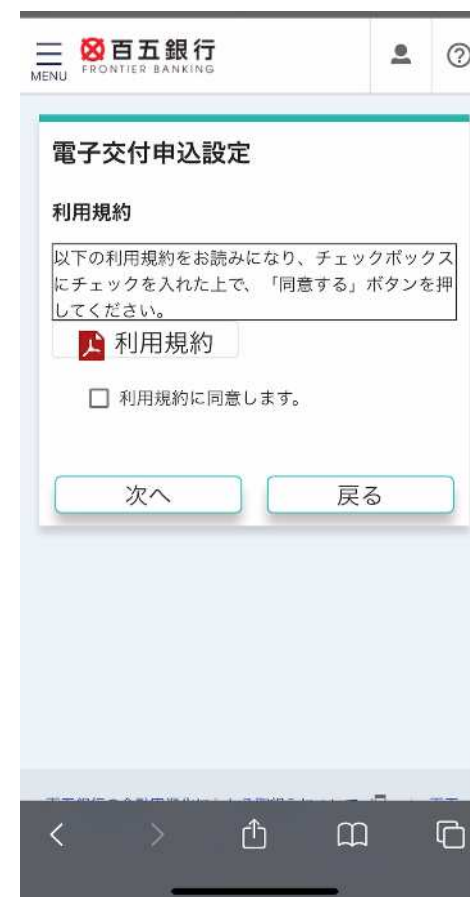 百五銀行
FRONTIER BANKING
MENU
電子交付申込設定
利用規約
以下の利用規約をお読みになり、チェックボックス
にチェックを入れた上で、「同意する」ボタンを押
してください。
利用規約
利用規約に同意します。
次へ
戻る